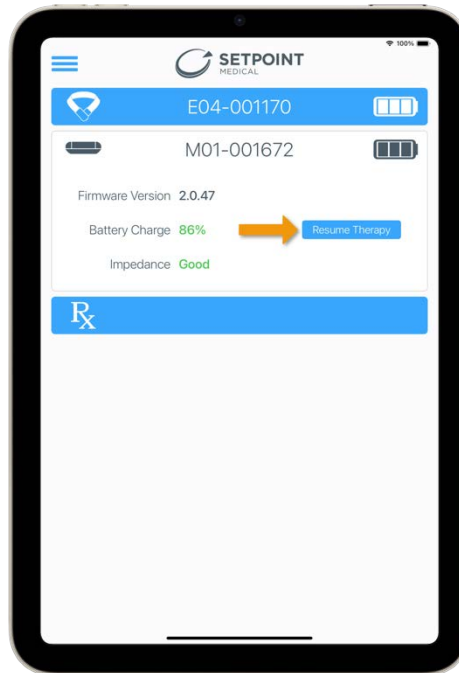 100%
SETPOINT
MEDICAL
E04-001170
M01-001672
Firmware Version 2.0.47
Battery Charge 86%
Resume Therapy
Impedance Good
Rx